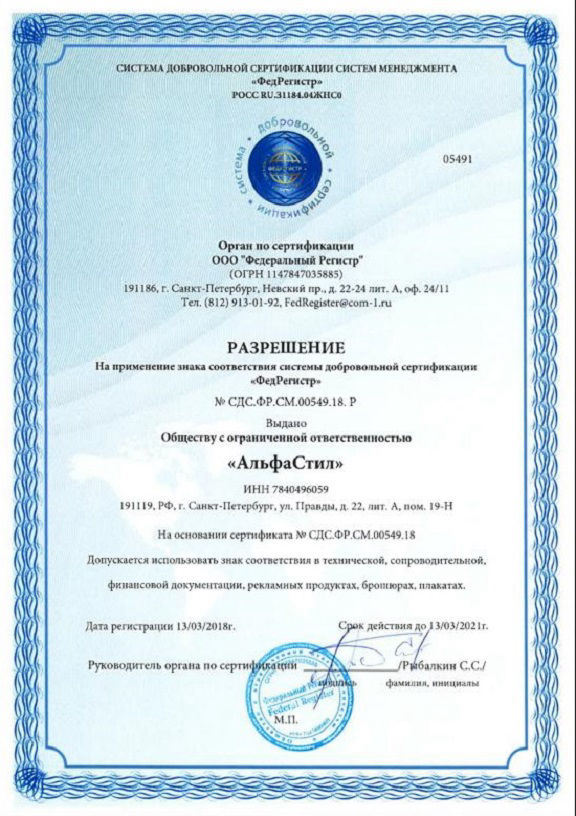 СИСТЕМА ДОБРОВОЛЬНОЙ СЕРТИФИКАЦИИ СИСТЕМ МЕНЕДЖМЕНТА
«ФедРегистр»
РОСС RU.31184.04ЖНС0
система • добровольной • сертификации •
ФЕДРЕГИСТР
05491
Орган по сертификации
ООО "Федеральный Регистр"
(ОГРН 1147847035885)
191186, г. Санкт-Петербург, Невский пр., д. 22-24 лит. А, оф. 24/11
Тел. (812) 913-01-92, FedRegister@com-1.ru
РАЗРЕШЕНИЕ
На применение знака соответствия системы добровольной сертификации
«ФедРегистр»
№ СДС.ФР.СМ.00549.18. Р
Выдано
Обществу с ограниченной ответственностью
«АльфаСтил»
ИНН 7840496059
191119, РФ, г. Санкт-Петербург, ул. Правды, д. 22, лит. А, пом. 19-Н
На основании сертификата № СДС.ФР.СМ.00549.18
Допускается использовать знак соответствия в технической, сопроводительной,
финансовой документации, рекламных продуктах, брошюрах, плакатах.
Дата регистрации 13/03/2018г.
Срок действия до 13/03/2021г.
Руководитель органа по сертификации /Рыбалкин С.С./
подпись фамилия, инициалы
Федеральный
Federal Register
М.П.